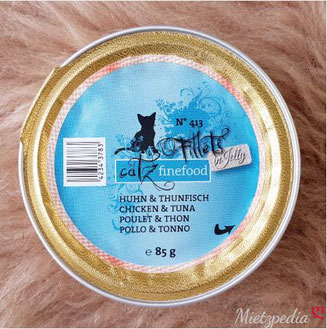 N° 413
Fillets
in Jelly
catz finefood
HUHN & THUNFISCH
CHICKEN & TUNA
POULET & THON
POLLO & TONNO
e 85 g
Mietzpedia